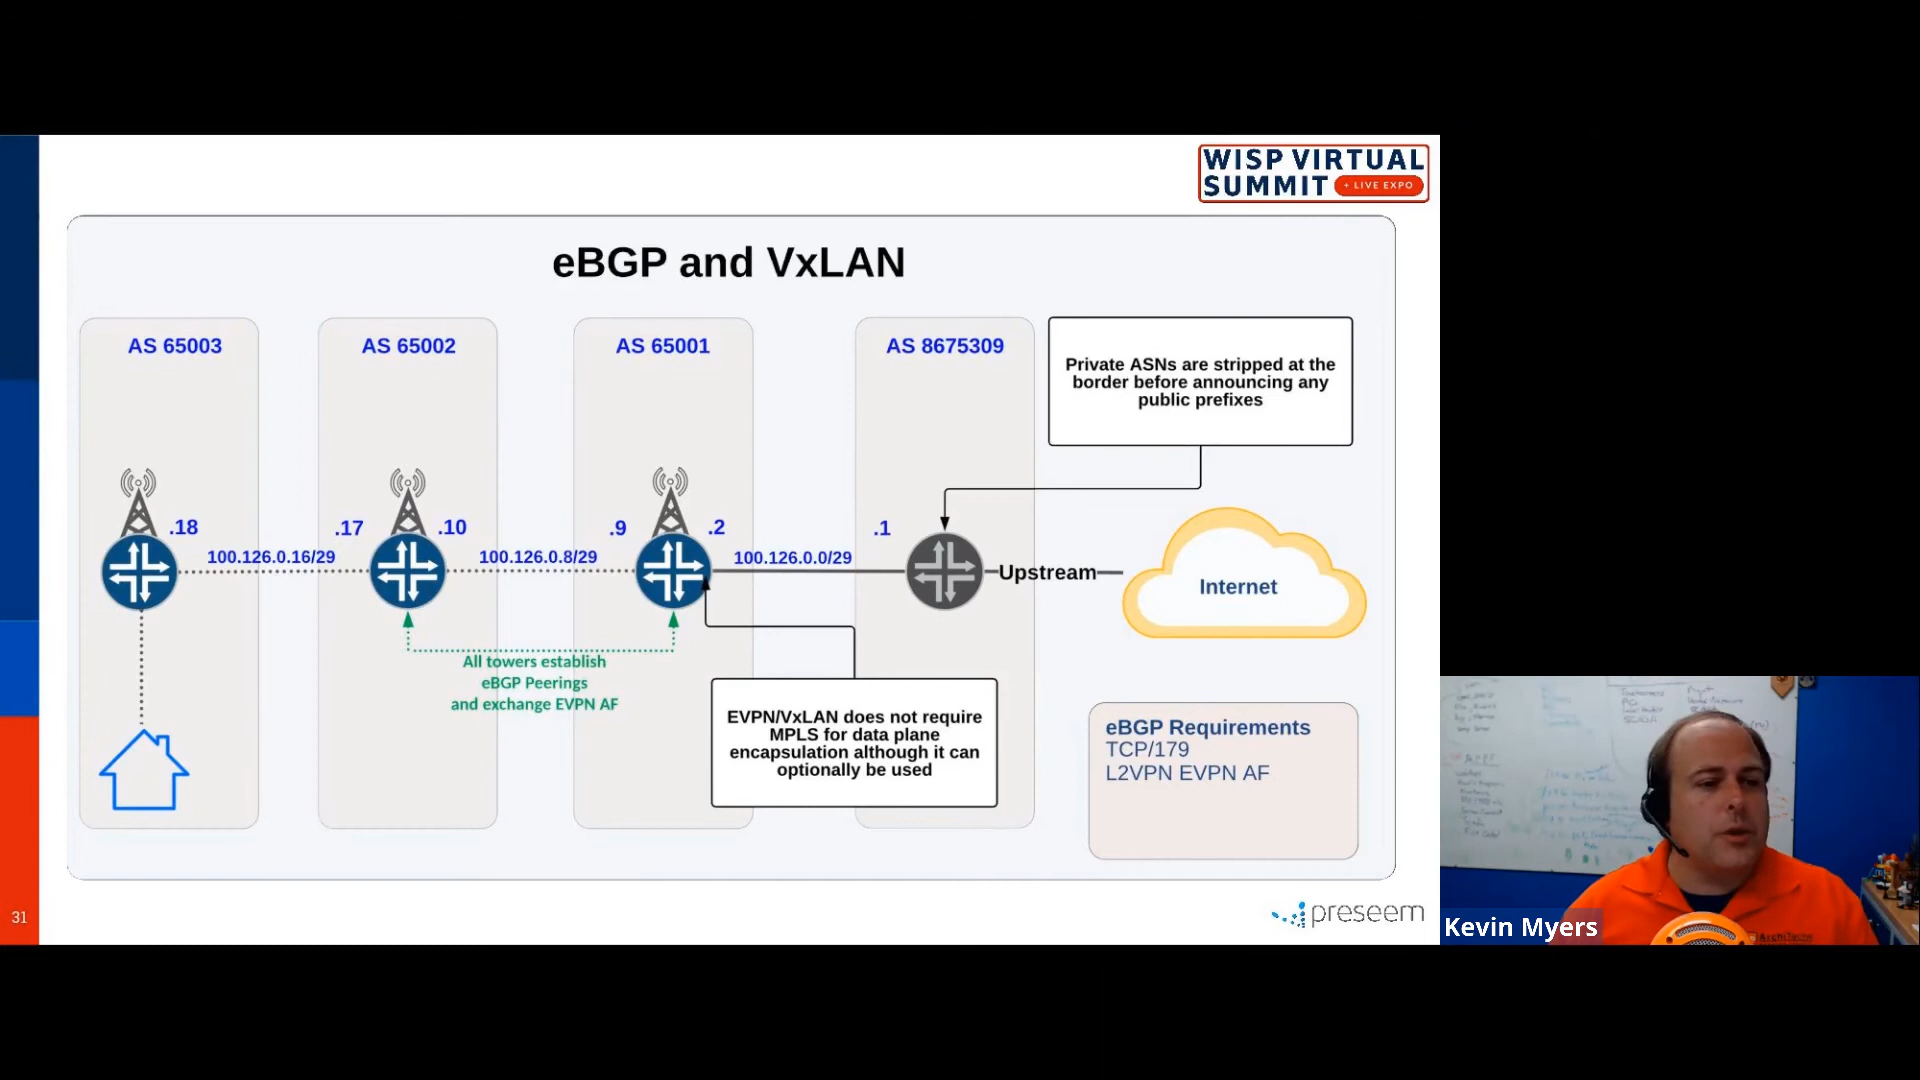 WISP VIRTUAL
SUMMIT + LIVE EXPO
eBGP and VxLAN
AS 65003
AS 65002
AS 65001
AS 8675309
Private ASNs are stripped at the
border before announcing any
public prefixes
.18
.17
.10
.9
.2
.1
100.126.0.16/29
100.126.0.8/29
100.126.0.0/29
Upstream
Internet
All towers establish
eBGP Peerings
and exchange EVPN AF
EVPN/VxLAN does not require
MPLS for data plane
encapsulation although it can
optionally be used
eBGP Requirements
TCP/179
L2VPN EVPN AF
31
preseem
Kevin Myers